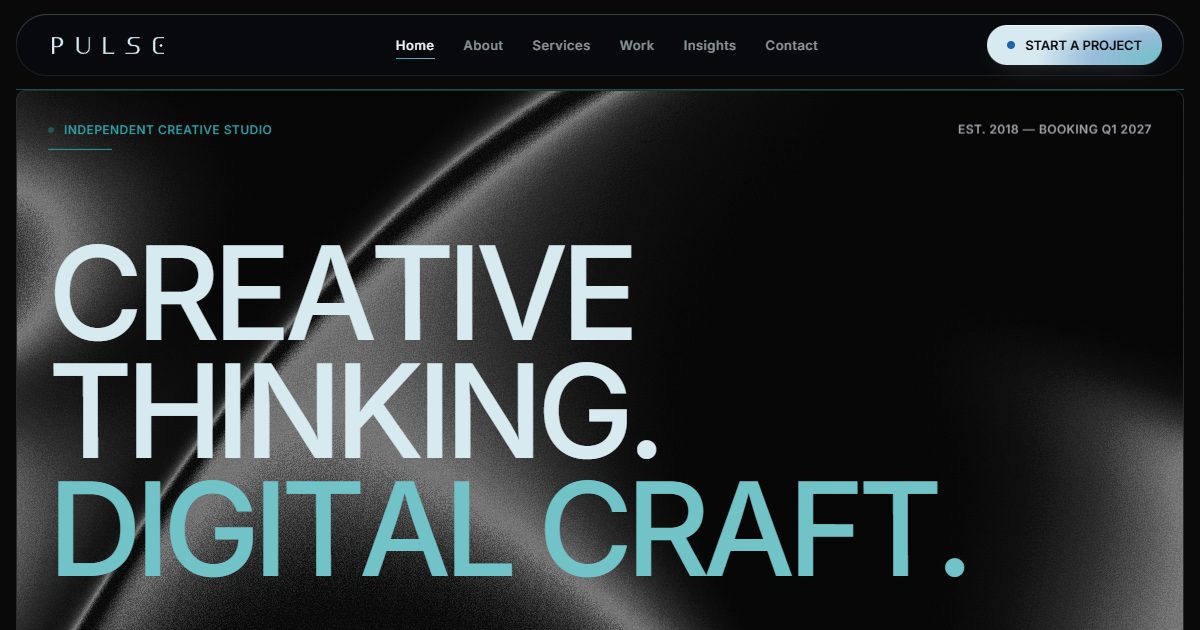 PULSE
Home
About
Services
Work
Insights
Contact
START A PROJECT
INDEPENDENT CREATIVE STUDIO
EST. 2018 — BOOKING Q1 2027
CREATIVE
THINKING.
DIGITAL CRAFT.